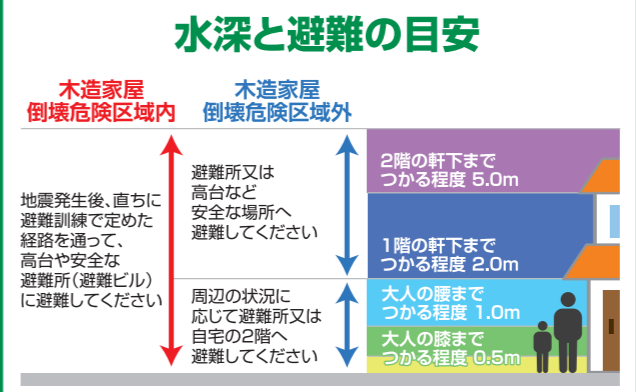 水深と避難の目安
木造家屋
倒壊危険区域内
木造家屋
倒壊危険区域外
地震発生後、直ちに
避難訓練で定めた
経路を通って、
高台や安全な
避難所（避難ビル）
に避難してください
避難所又は
高台など
安全な場所へ
避難してください
周辺の状況に
応じて避難所又は
自宅の2階へ
避難してください
2階の軒下まで
つかる程度 5.0m
1階の軒下まで
つかる程度 2.0m
大人の腰まで
つかる程度 1.0m
大人の膝まで
つかる程度 0.5m